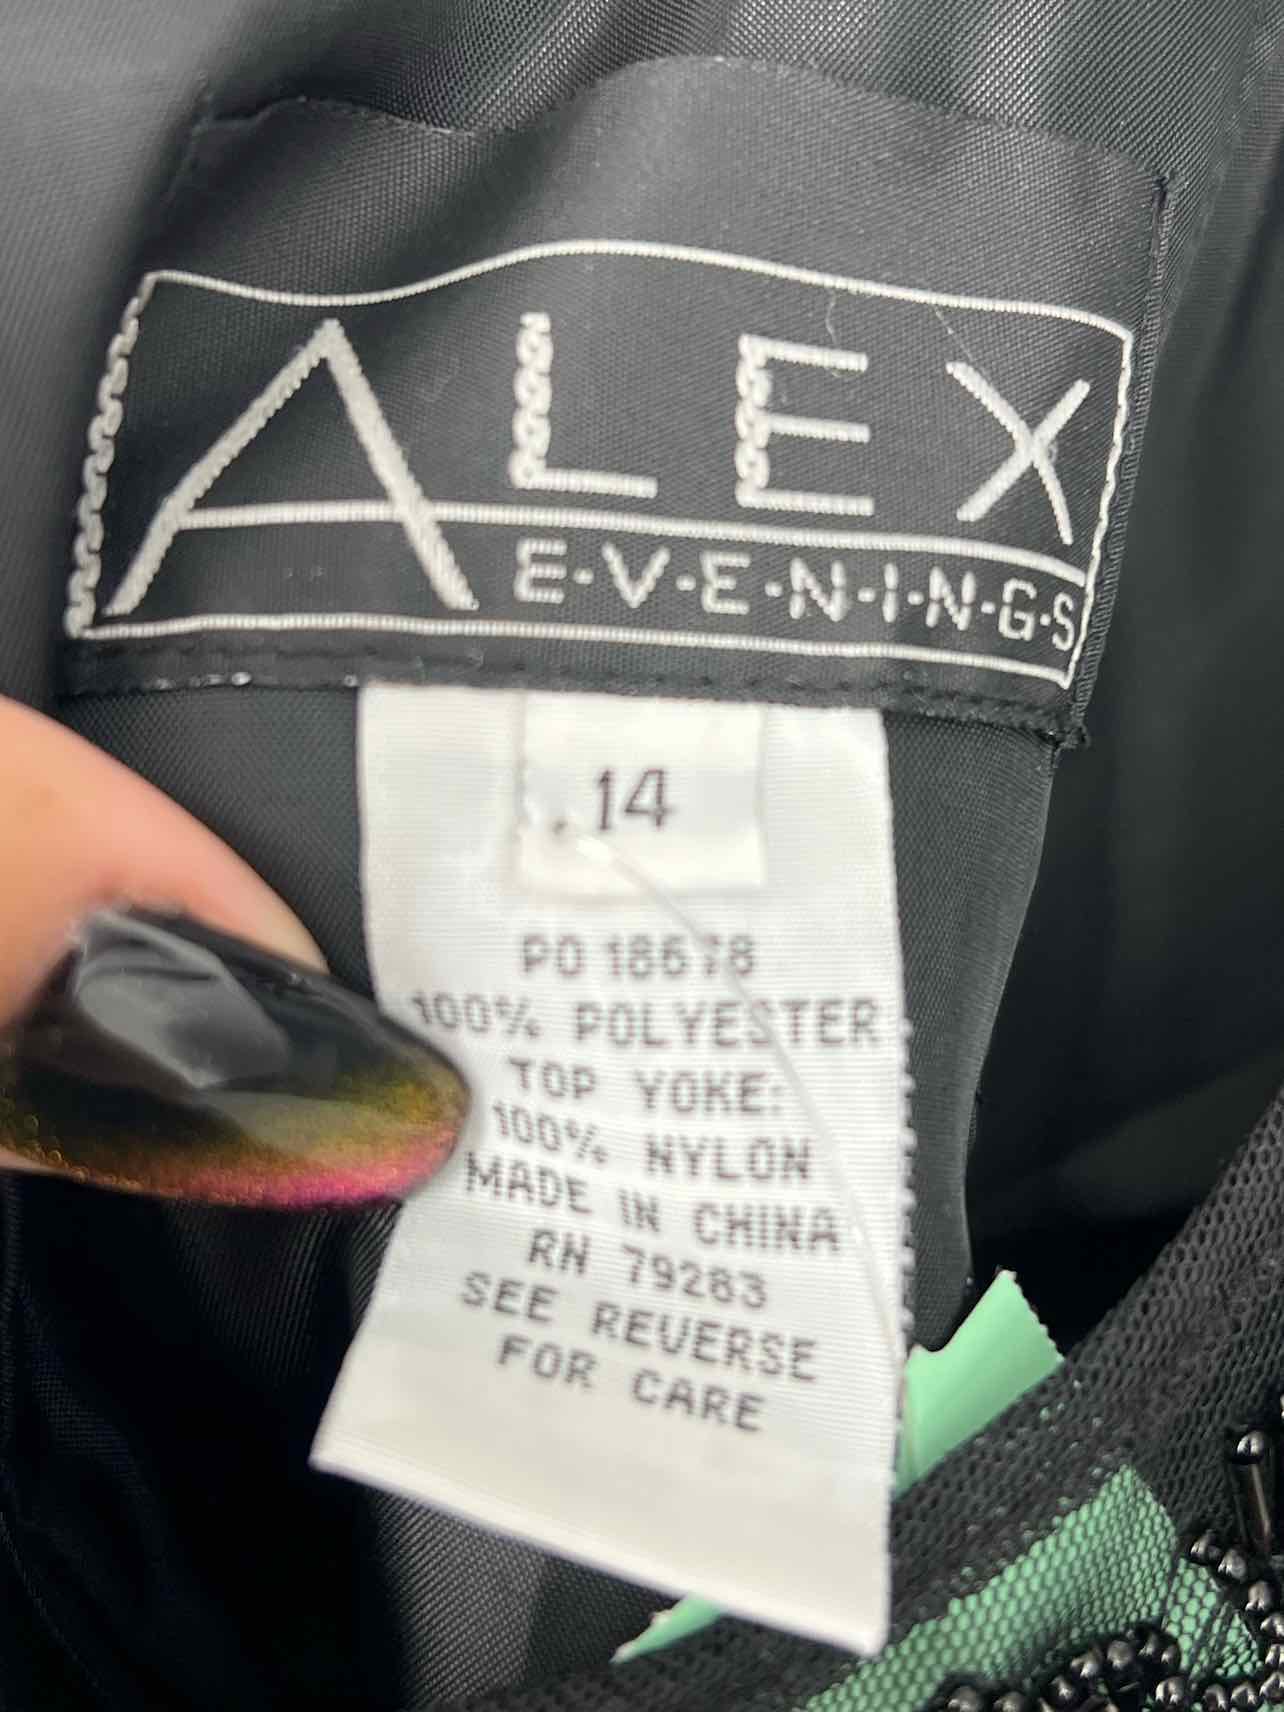 ALEX
E·V·E·N·I·N·G·S
14
PO 18678
100% POLYESTER
TOP YOKE:
100% NYLON
MADE IN CHINA
RN 79283
SEE REVERSE
FOR CARE